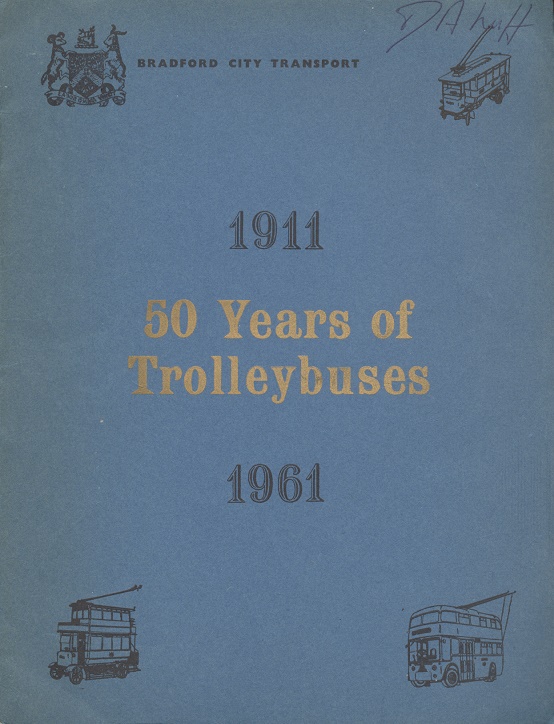 BRADFORD CITY TRANSPORT
1911
50 Years of
Trolleybuses
1961